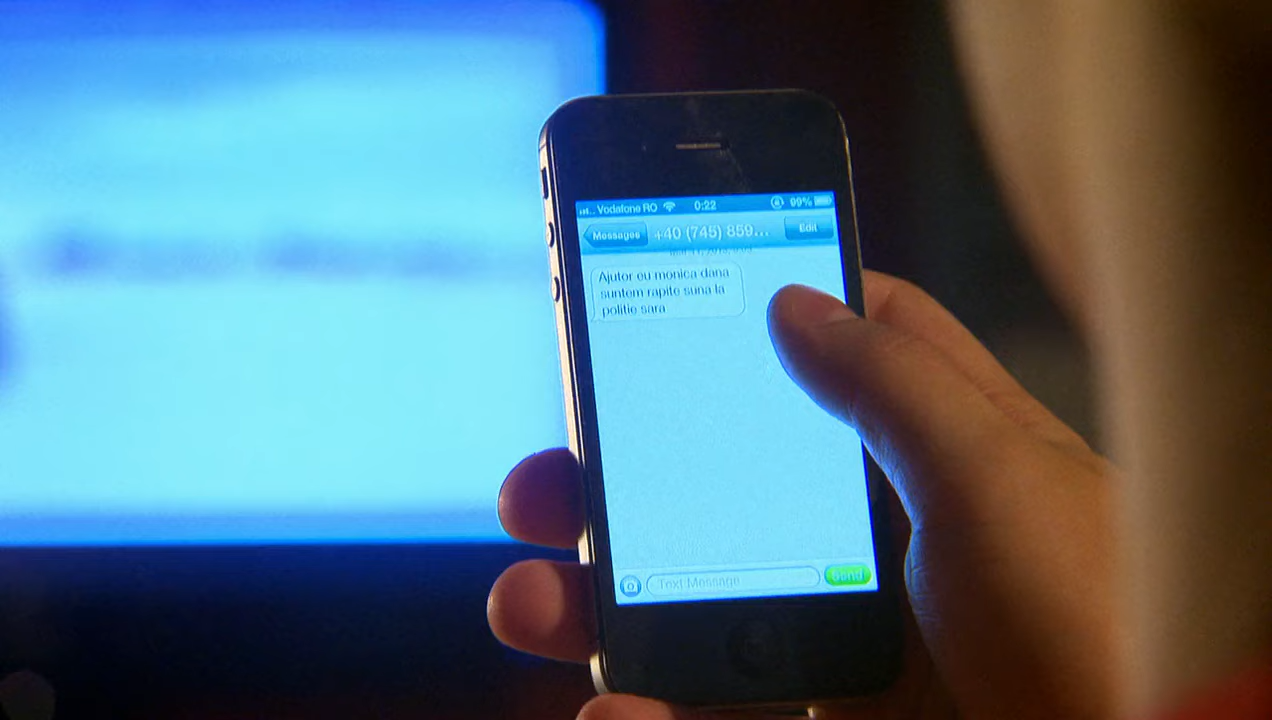 Vodafone RO 0:22 99%
Messages +40 (745) 859... Edit
Ajutor eu monica dana
suntem rapite suna la
politie sara
Text Message Send